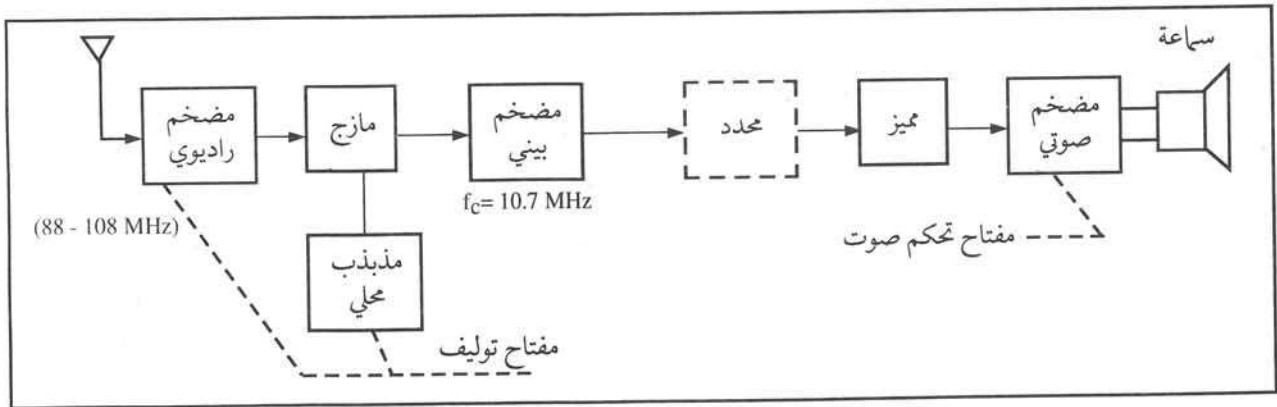 سماعة
مضخم
راديوي
مازج
مضخم
بيني
محدد
مميز
مضخم
صوتي
(88 - 108 MHz)
fc= 10.7 MHz
مذبذب
محلي
مفتاح تحكم صوت
مفتاح توليف